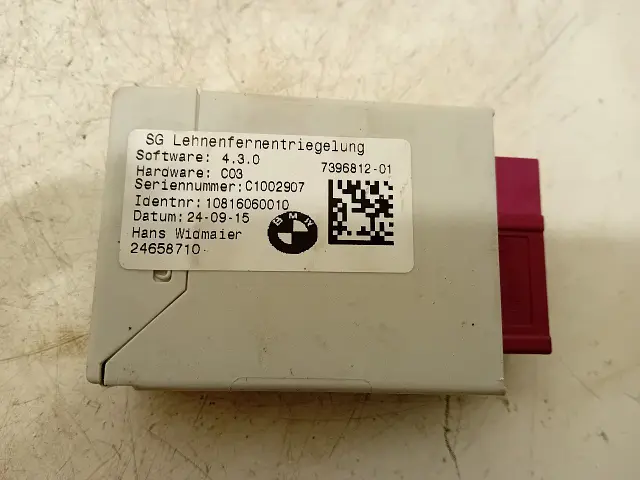 SG Lehnenfernentriegelung
Software: 4.3.0
7396812-01
Hardware: C03
Seriennummer:C1002907
Identnr:10816060010
Datum:24-09-15
Hans Widmaier
24658710
BMW